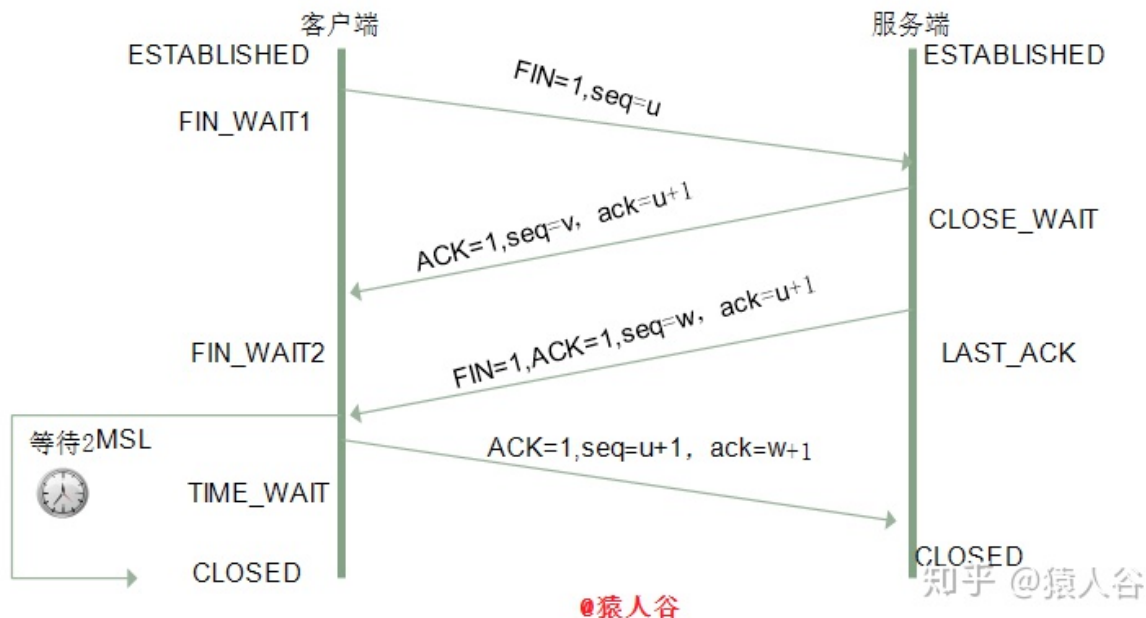 客户端
服务端
ESTABLISHED
ESTABLISHED
FIN=1,seq=u
FIN_WAIT1
ACK=1,seq=v，ack=u+1
CLOSE_WAIT
FIN=1,ACK=1,seq=w，ack=u+1
FIN_WAIT2
LAST_ACK
等待2MSL
ACK=1,seq=u+1，ack=w+1
TIME_WAIT
CLOSED
CLOSED
知乎 @猿人谷
@猿人谷